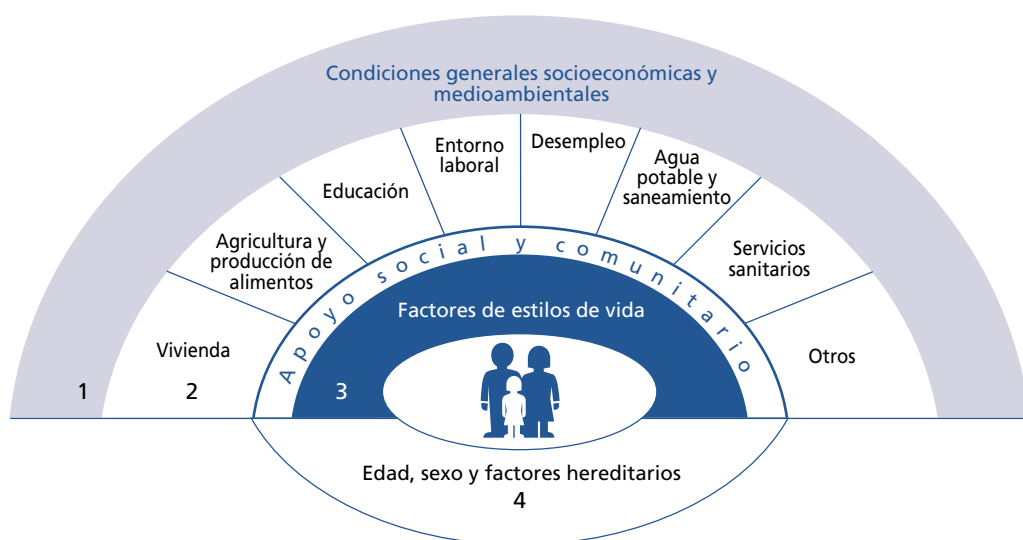 Condiciones generales socioeconómicas y
medioambientales
Desempleo
Entorno
laboral
Agua
potable y
saneamiento
Educación
Servicios
sanitarios
Agricultura y
producción de
alimentos
Apoyo social y comunitario
Factores de estilos de vida
Vivienda
Otros
1
2
3
Edad, sexo y factores hereditarios
4